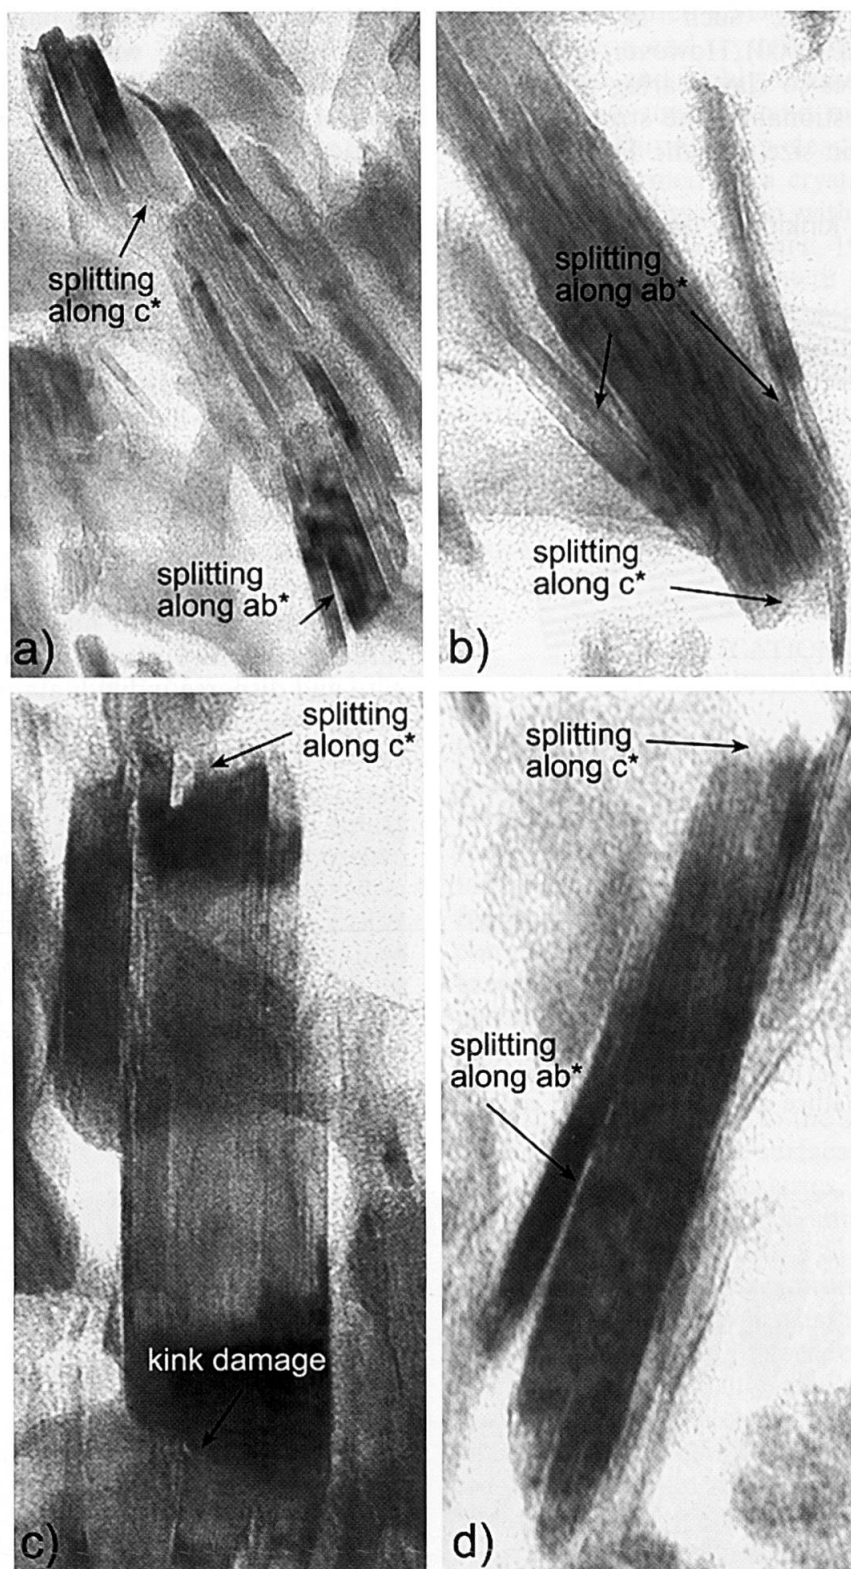 splitting
along c*
splitting
along ab*
a)
splitting
along ab*
splitting
along c*
b)
splitting
along c*
kink damage
c)
splitting
along c*
splitting
along ab*
d)